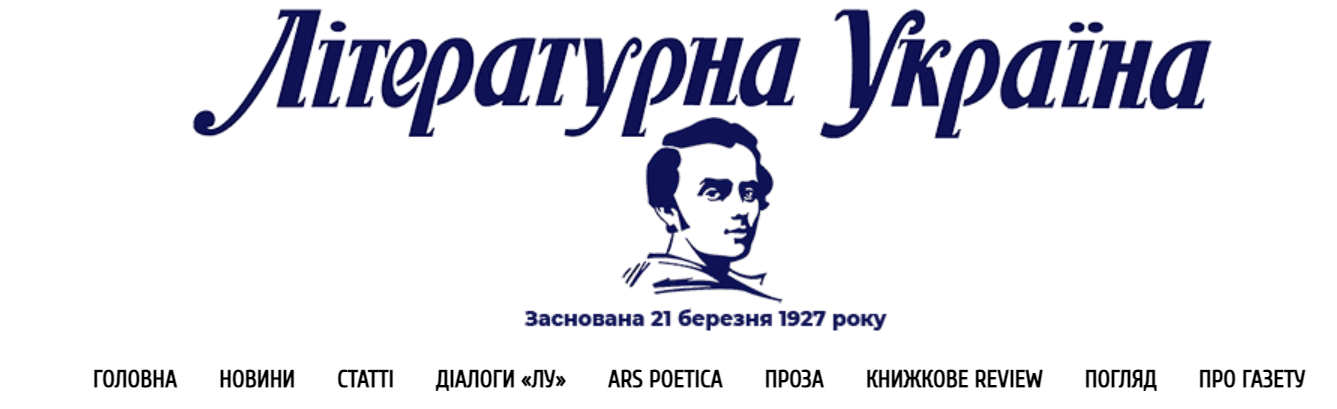 Літературна Україна
Заснована 21 березня 1927 року
ГОЛОВНА НОВИНИ СТАТТІ ДІАЛОГИ «ЛУ» ARS POETICA ПРОЗА КНИЖКОВЕ REVIEW ПОГЛЯД ПРО ГАЗЕТУ